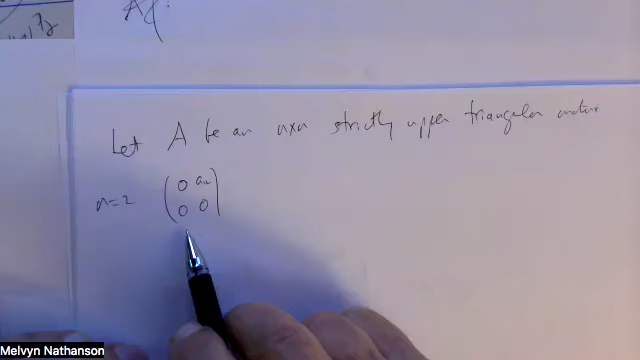 Let A be an nxn strictly upper triangular matrix
n=2 ( 0 a₁₂
0 0 )
Melvyn Nathanson